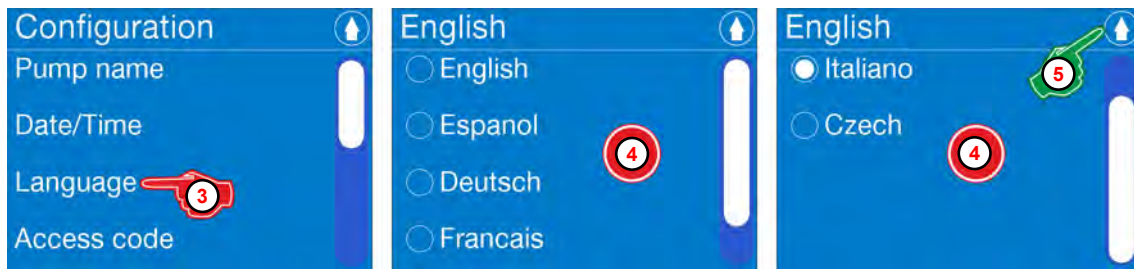 Configuration
Pump name
Date/Time
Language
3
Access code
English
English
Espanol
4
Deutsch
Francais
English
Italiano
5
Czech
4